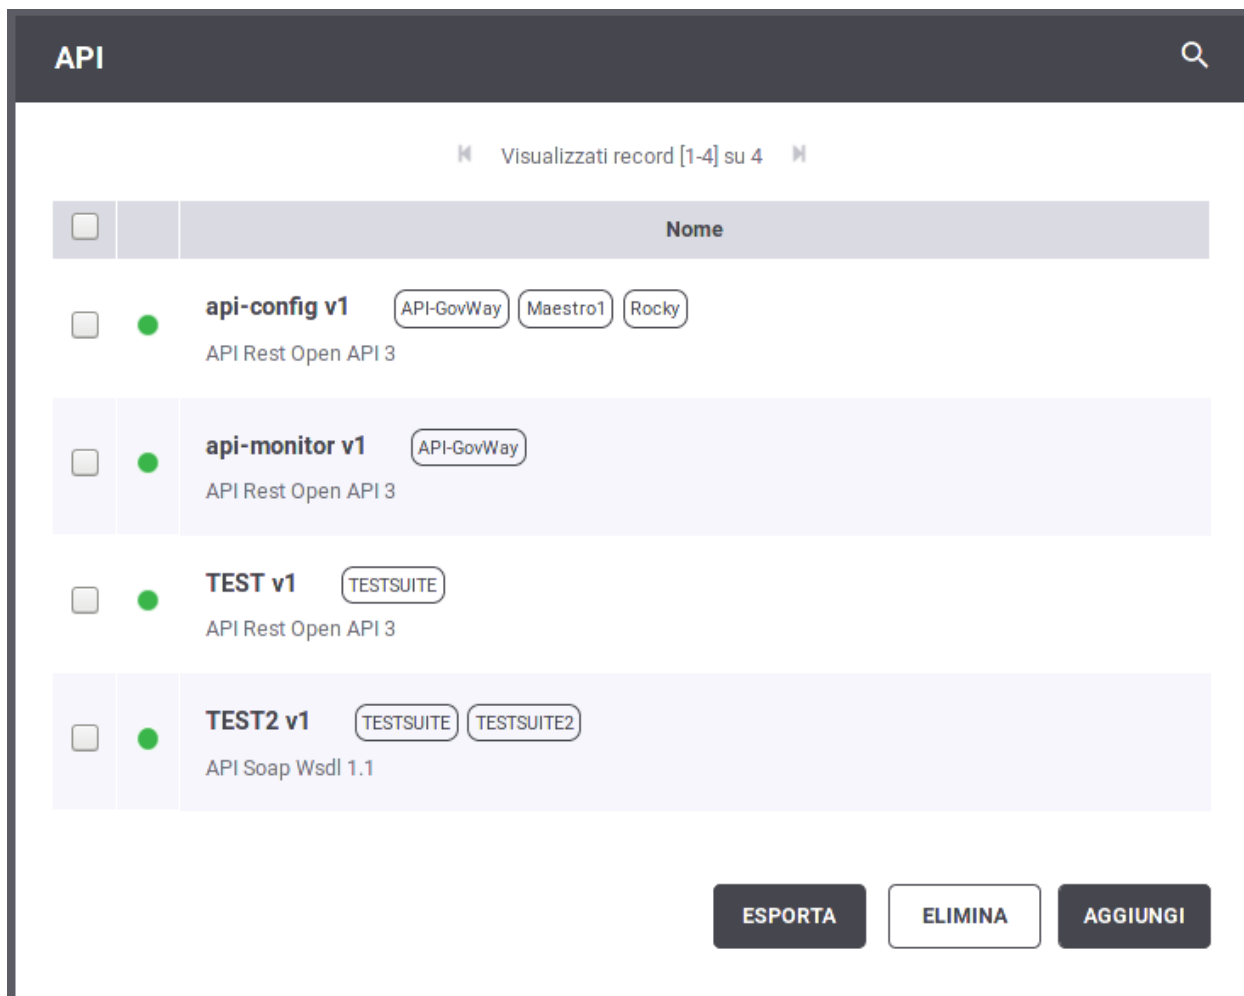 API
Visualizzati record [1-4] su 4
Nome
api-config v1 API-GovWay Maestro1 Rocky
API Rest Open API 3
api-monitor v1 API-GovWay
API Rest Open API 3
TEST v1 TESTSUITE
API Rest Open API 3
TEST2 v1 TESTSUITE TESTSUITE2
API Soap Wsdl 1.1
ESPORTA ELIMINA AGGIUNGI